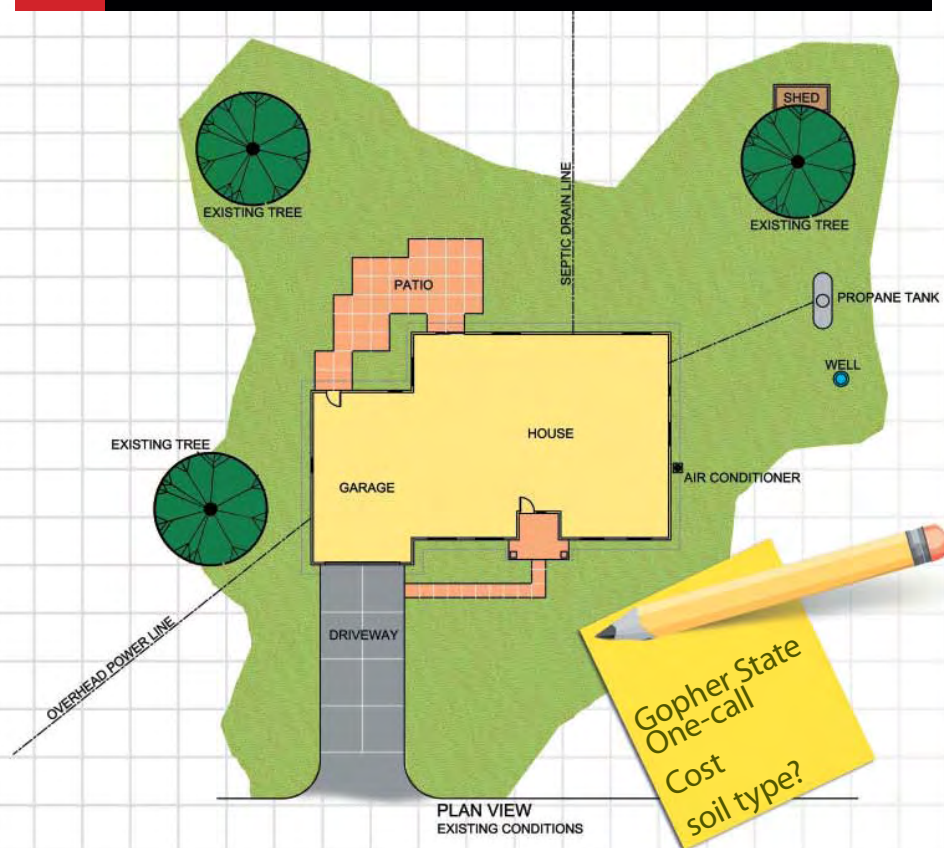 SHED
EXISTING TREE
EXISTING TREE
SEPTIC DRAIN LINE
PATIO
PROPANE TANK
WELL
HOUSE
EXISTING TREE
AIR CONDITIONER
GARAGE
DRIVEWAY
OVERHEAD POWER LINE
Gopher State
One-call
Cost
soil type?
PLAN VIEW
EXISTING CONDITIONS